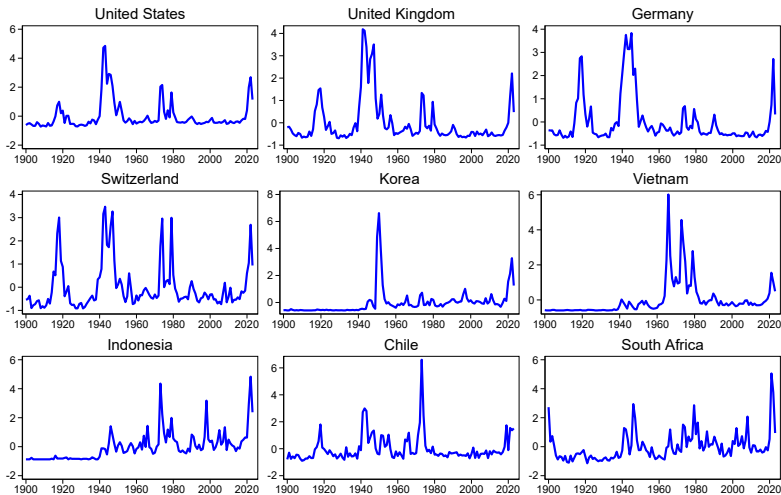 United States United Kingdom Germany
6 4 4
4 3 3
2 2 2
0 1 1
-2 0 0
-1 -1
1900 1920 1940 1960 1980 2000 2020 1900 1920 1940 1960 1980 2000 2020 1900 1920 1940 1960 1980 2000 2020
Switzerland Korea Vietnam
4 8 6
3 6 4
2 4 2
1 2 0
0 0
-1
1900 1920 1940 1960 1980 2000 2020 1900 1920 1940 1960 1980 2000 2020 1900 1920 1940 1960 1980 2000 2020
Indonesia Chile South Africa
6 6 6
4 4 4
2 2 2
0 0 0
-2 -2 -2
1900 1920 1940 1960 1980 2000 2020 1900 1920 1940 1960 1980 2000 2020 1900 1920 1940 1960 1980 2000 2020